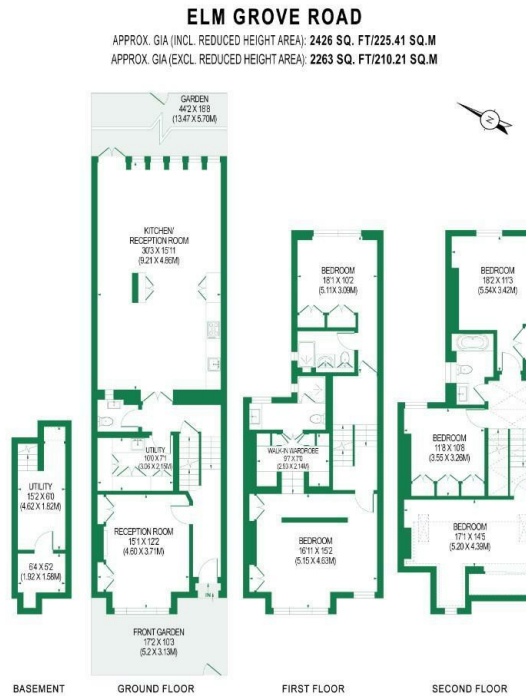 ELM GROVE ROAD
APPROX. GIA (INCL. REDUCED HEIGHT AREA): 2426 SQ. FT/225.41 SQ.M
APPROX. GIA (EXCL. REDUCED HEIGHT AREA): 2263 SQ. FT/210.21 SQ.M
GARDEN
44'2 X 18'8
(13.47 X 5.70M)
N
KITCHEN/
RECEPTION ROOM
30'3 X 15'11
(9.21 X 4.86M)
UTILITY
10'0 X 7'1
(3.06 X 2.15M)
RECEPTION ROOM
15'1 X 12'2
(4.60 X 3.71M)
FRONT GARDEN
17'2 X 10'3
(5.2 X 3.13M)
UTILITY
15'2 X 6'0
(4.62 X 1.82M)
6'4 X 5'2
(1.92 X 1.58M)
BEDROOM
18'1 X 10'2
(5.11 X 3.09M)
WALK-IN WARDROBE
9'7 X 7'0
(2.93 X 2.14M)
BEDROOM
16'11 X 15'2
(5.15 X 4.63M)
BEDROOM
18'2 X 11'3
(5.54 X 3.42M)
BEDROOM
11'8 X 10'8
(3.55 X 3.26M)
BEDROOM
17'1 X 14'5
(5.20 X 4.39M)
BASEMENT
GROUND FLOOR
FIRST FLOOR
SECOND FLOOR